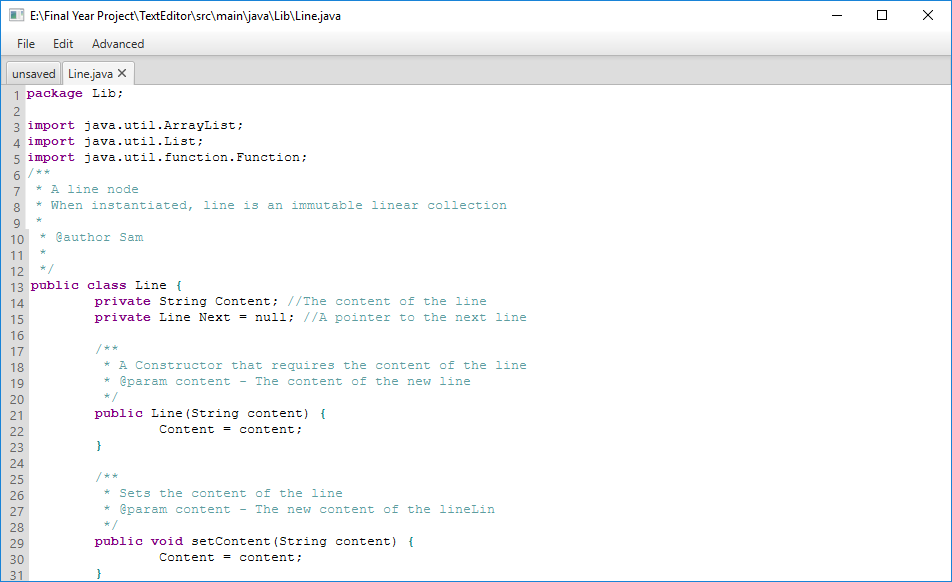 E:\Final Year Project\TextEditor\src\main\java\Lib\Line.java
File Edit Advanced
unsaved Line.java
1 package Lib;
2
3 import java.util.ArrayList;
4 import java.util.List;
5 import java.util.function.Function;
6 /**
7 * A line node
8 * When instantiated, line is an immutable linear collection
9 *
10 * @author Sam
11 *
12 */
13 public class Line {
14 private String Content; //The content of the line
15 private Line Next = null; //A pointer to the next line
16
17 /**
18 * A Constructor that requires the content of the line
19 * @param content - The content of the new line
20 */
21 public Line(String content) {
22 Content = content;
23 }
24
25 /**
26 * Sets the content of the line
27 * @param content - The new content of the lineLin
28 */
29 public void setContent(String content) {
30 Content = content;
31 }